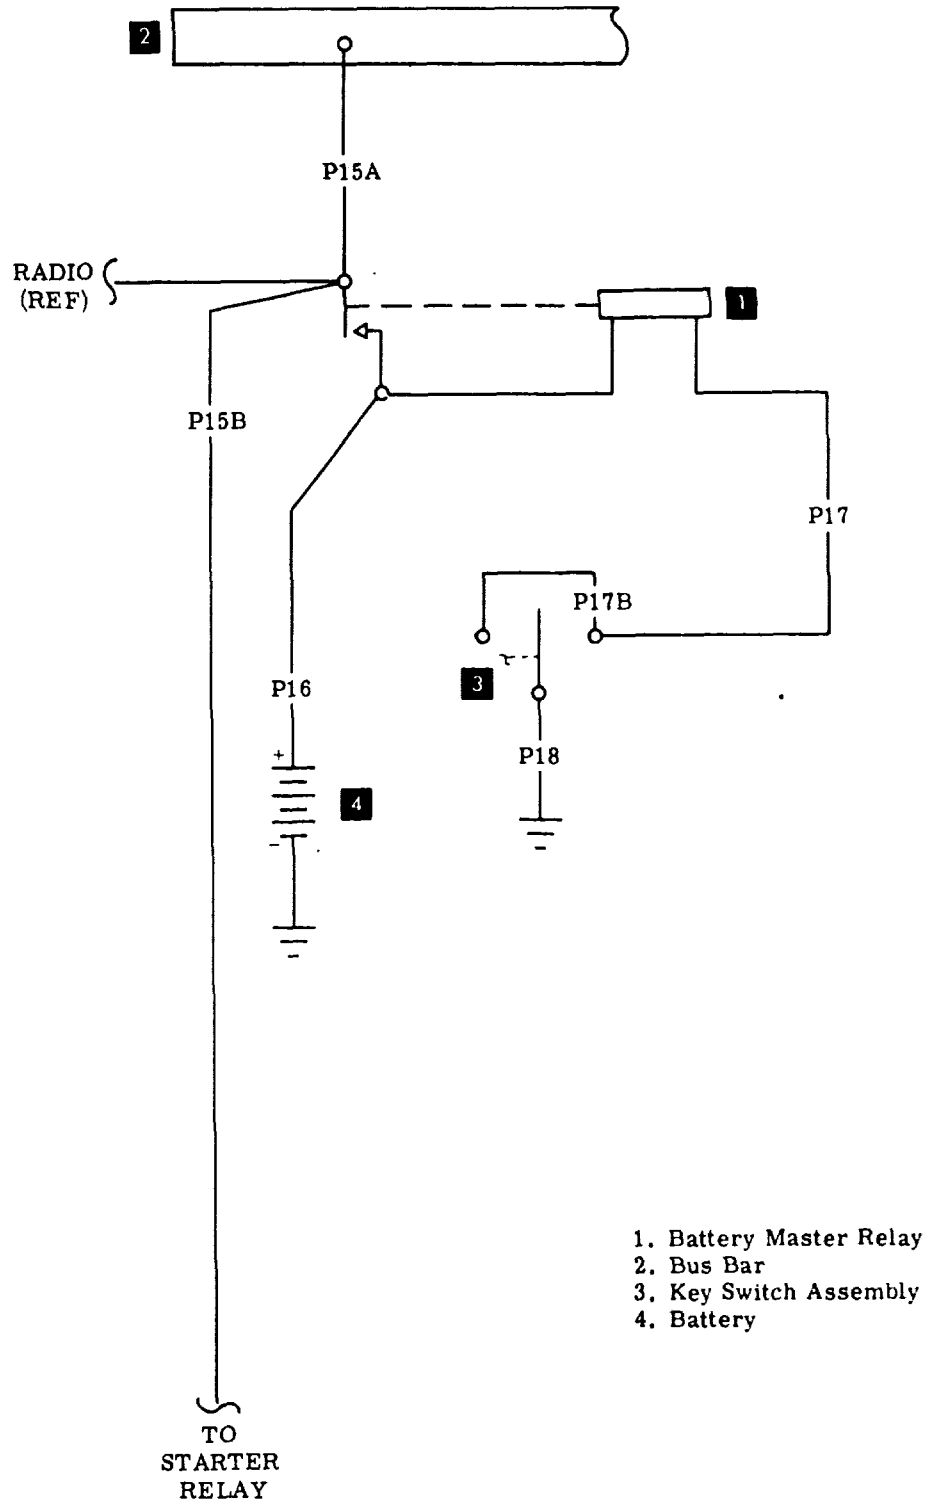 2
P15A
RADIO
(REF)
1
P15B
P17
P17B
3
P16
P18
+
4
-
1. Battery Master Relay
2. Bus Bar
3. Key Switch Assembly
4. Battery
TO
STARTER
RELAY